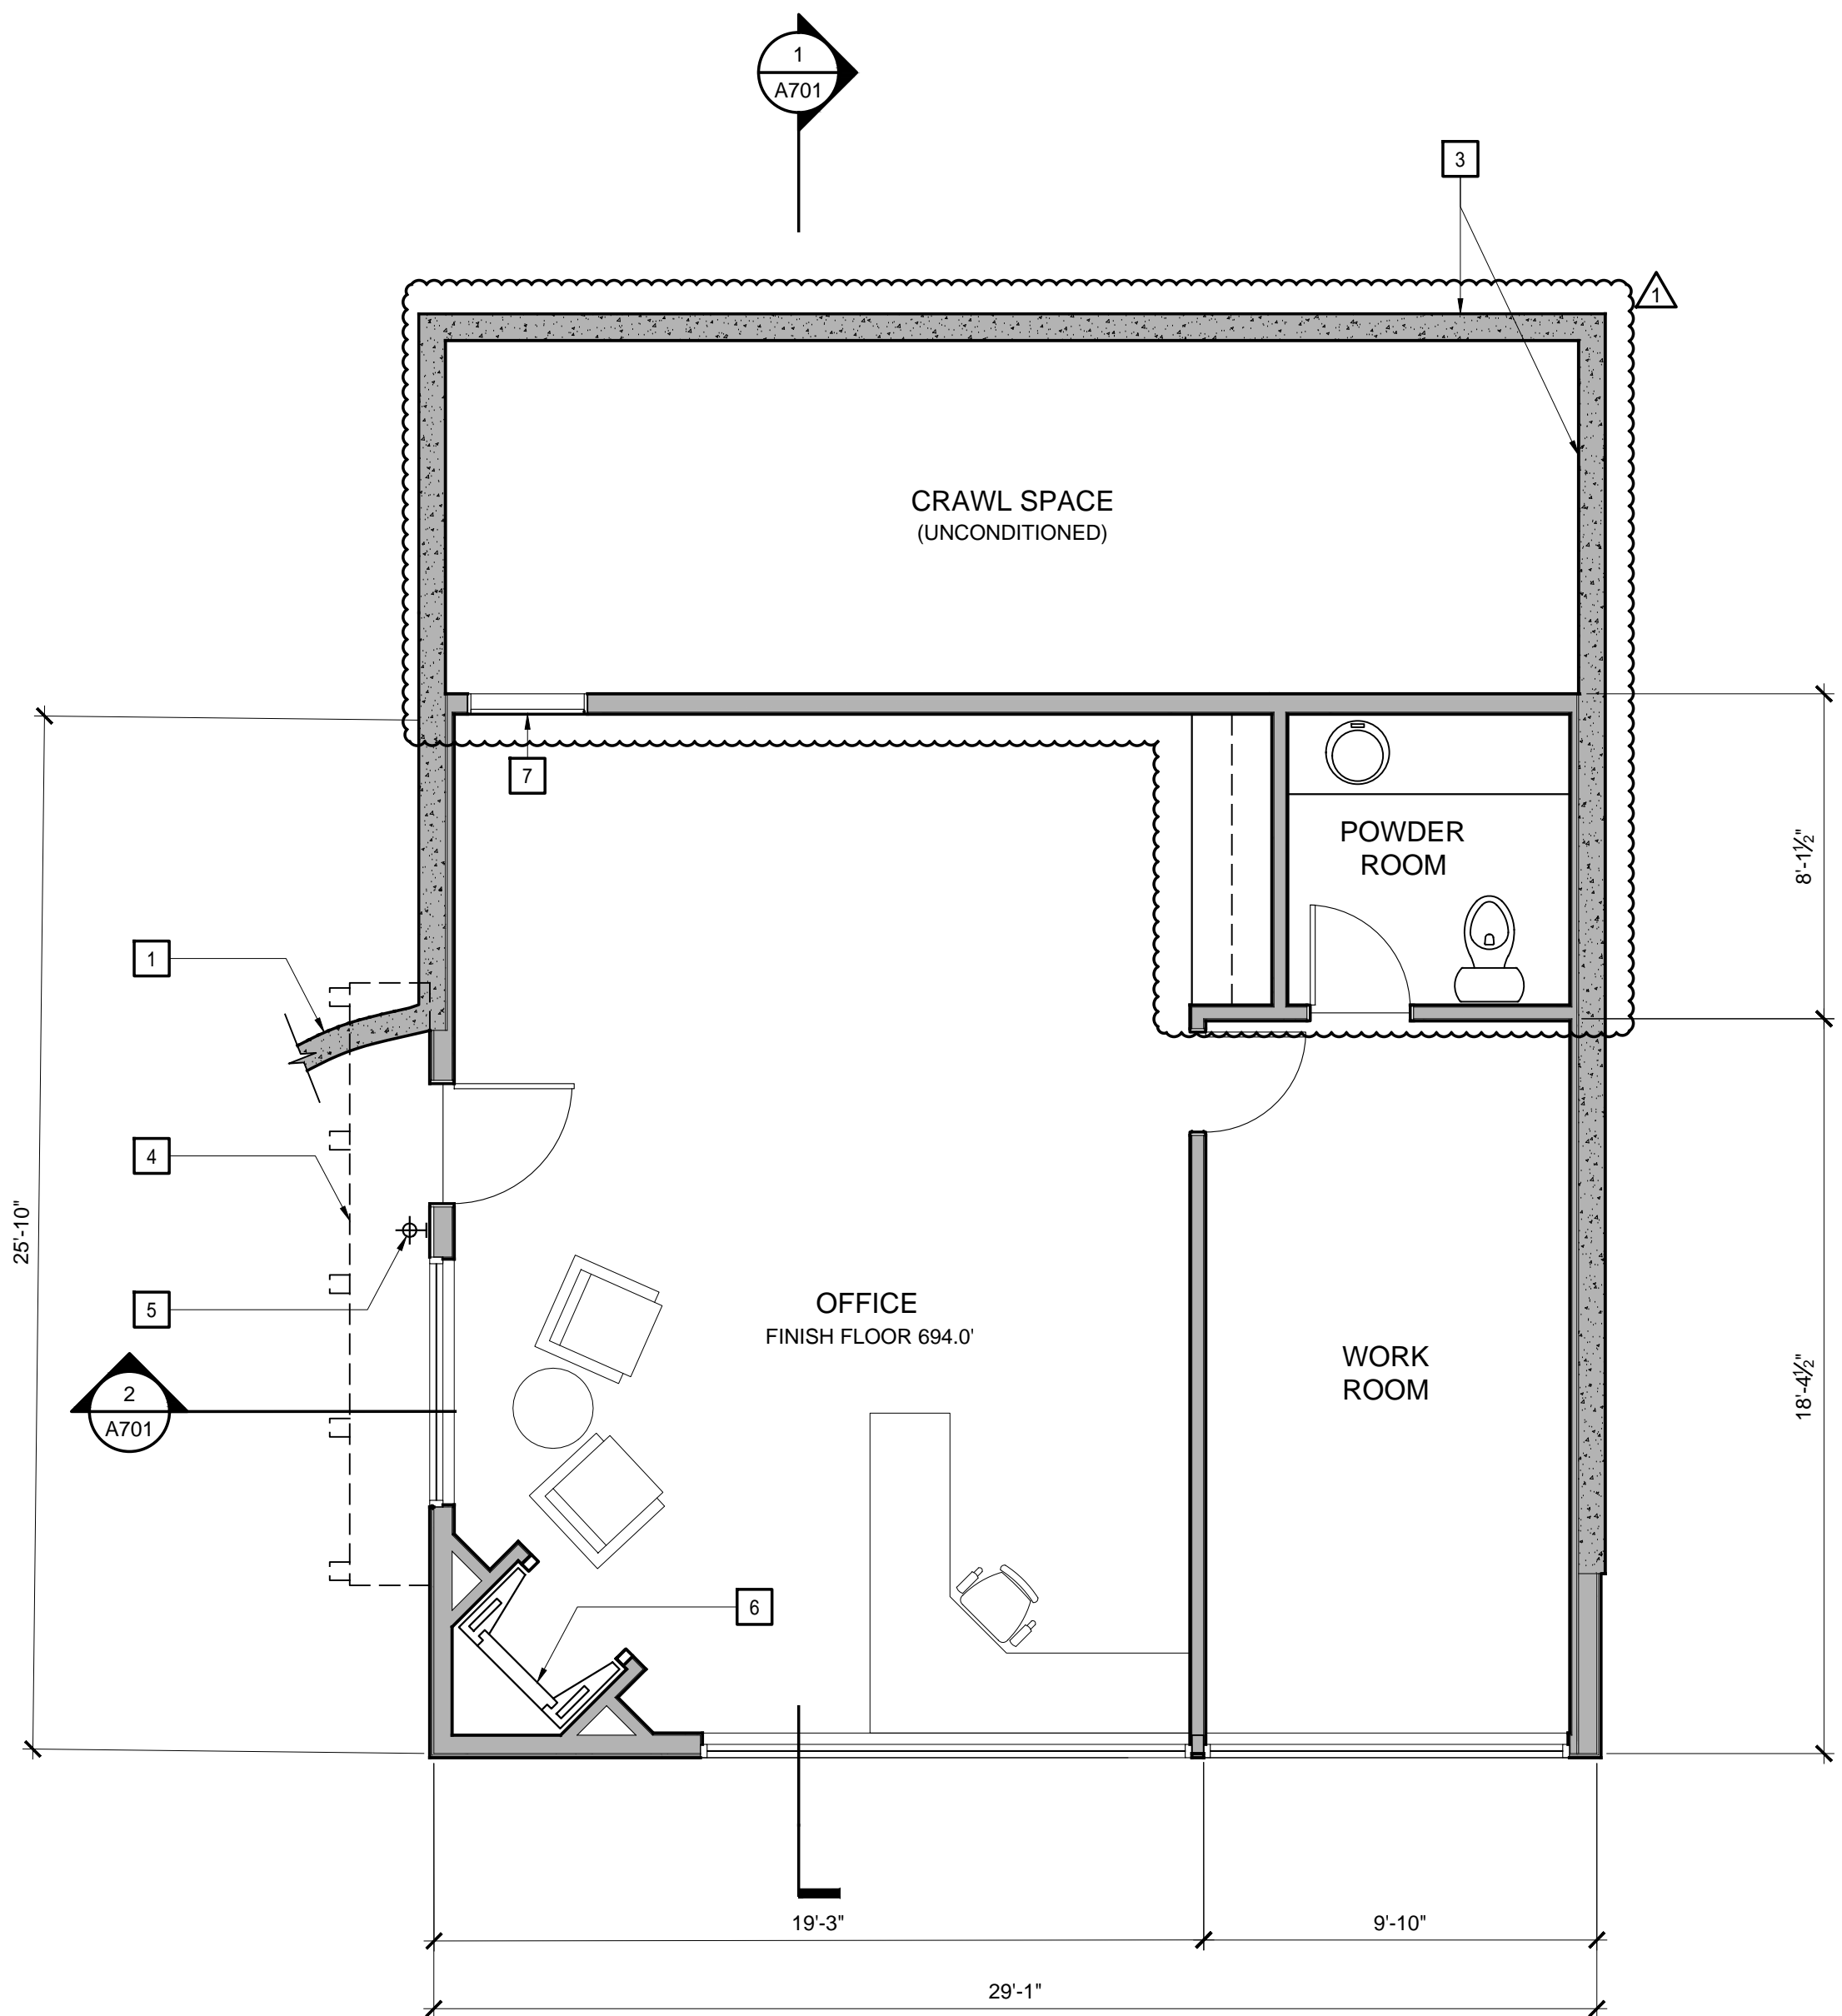 1
A701
3
1
CRAWL SPACE
(UNCONDITIONED)
7
POWDER
ROOM
8'-1½"
1
4
25'-10"
5
OFFICE
FINISH FLOOR 694.0'
WORK
ROOM
2
A701
18'-4½"
6
19'-3"
9'-10"
29'-1"